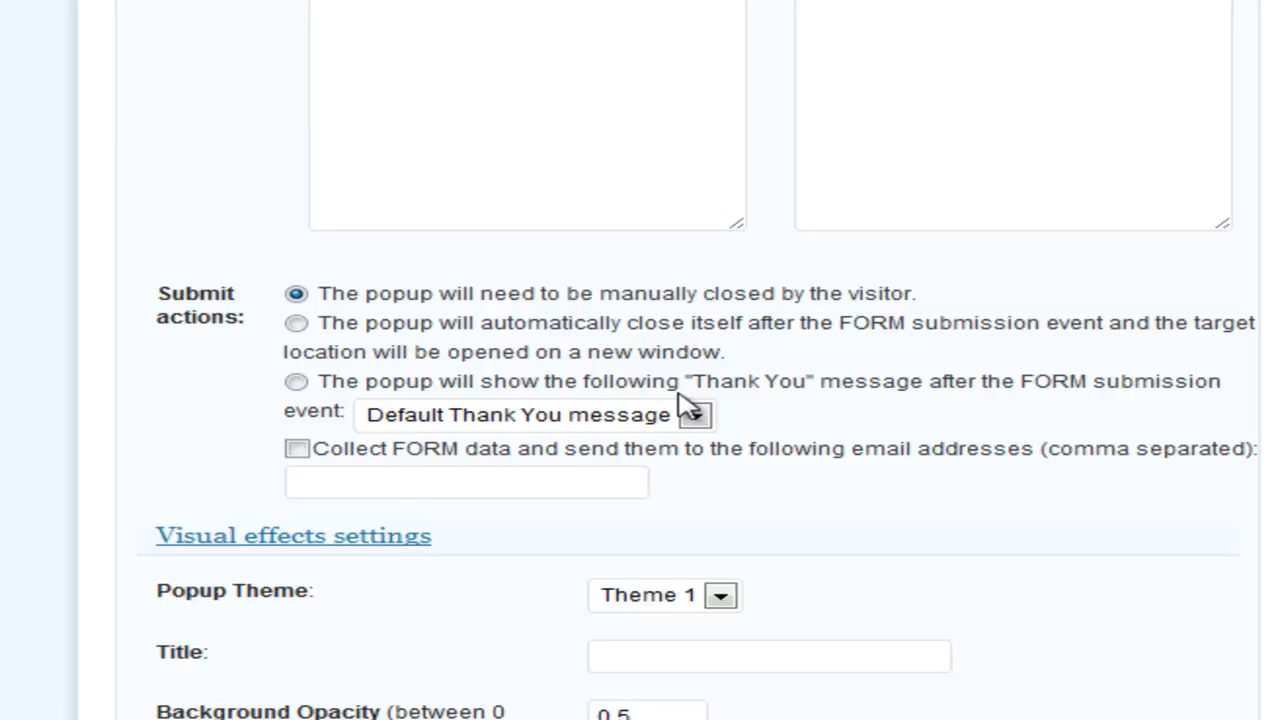 Submit
actions:
The popup will need to be manually closed by the visitor.
The popup will automatically close itself after the FORM submission event and the target
location will be opened on a new window.
The popup will show the following "Thank You" message after the FORM submission
event: Default Thank You message
Collect FORM data and send them to the following email addresses (comma separated):
Visual effects settings
Popup Theme: Theme 1
Title:
Background Opacity (between 0 0.5